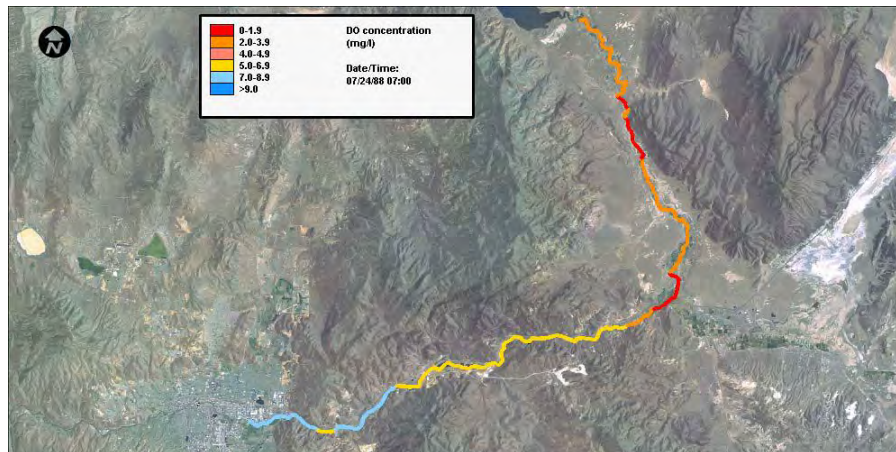 N
0-1.9
2.0-3.9
4.0-4.9
5.0-6.9
7.0-8.9
>9.0
DO concentration
(mg/l)
Date/Time:
07/24/88 07:00